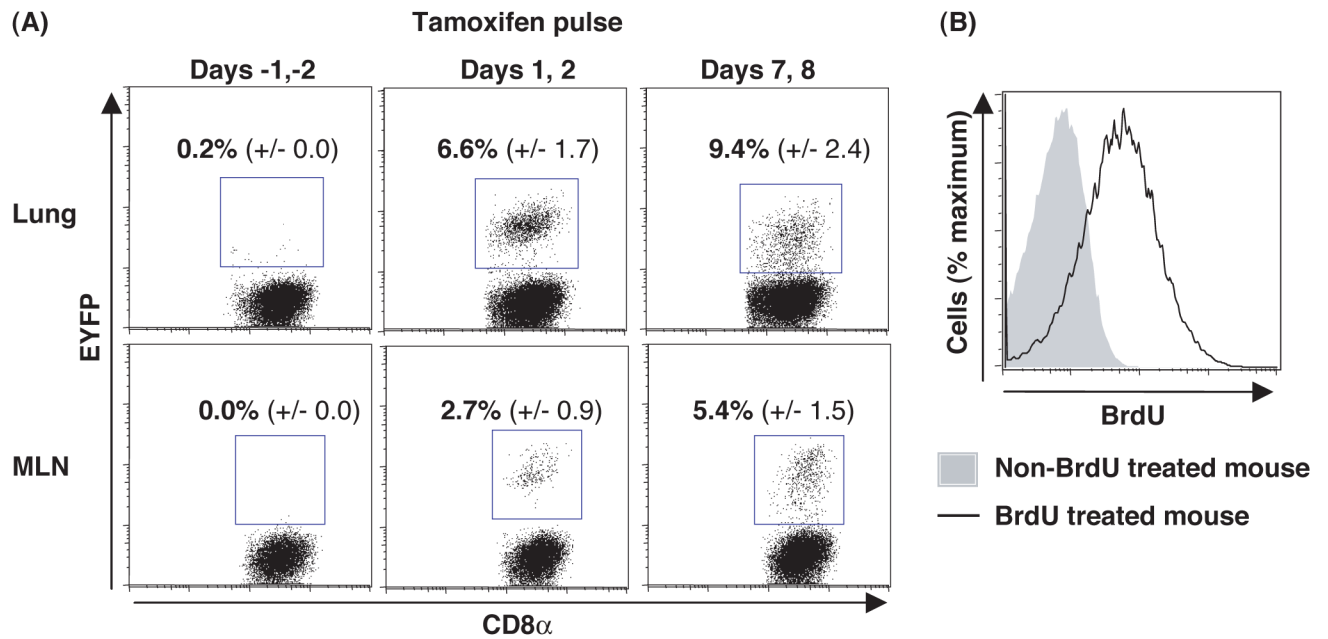 (A)
Tamoxifen pulse
Days -1,-2
Days 1, 2
Days 7, 8
0.2% (+/- 0.0)
6.6% (+/- 1.7)
9.4% (+/- 2.4)
Lung
EYFP
0.0% (+/- 0.0)
2.7% (+/- 0.9)
5.4% (+/- 1.5)
MLN
CD8α
(B)
Cells (% maximum)
BrdU
Non-BrdU treated mouse
BrdU treated mouse